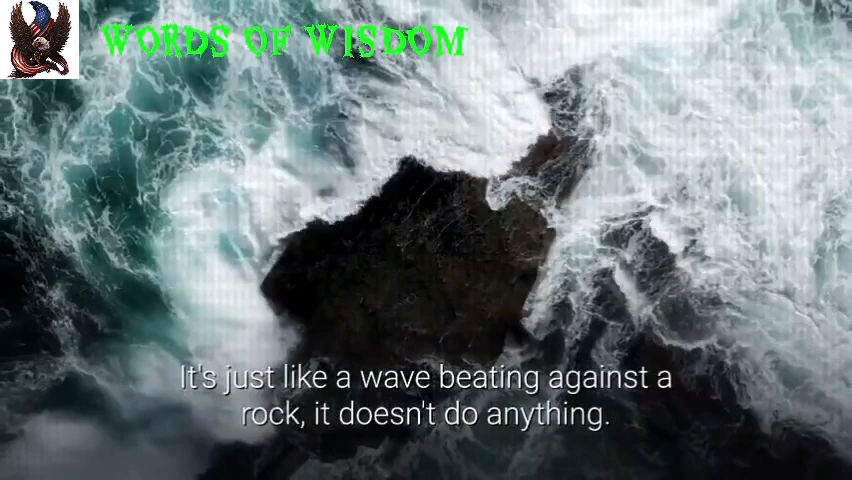 WORDS OF WISDOM
It's just like a wave beating against a
rock, it doesn't do anything.